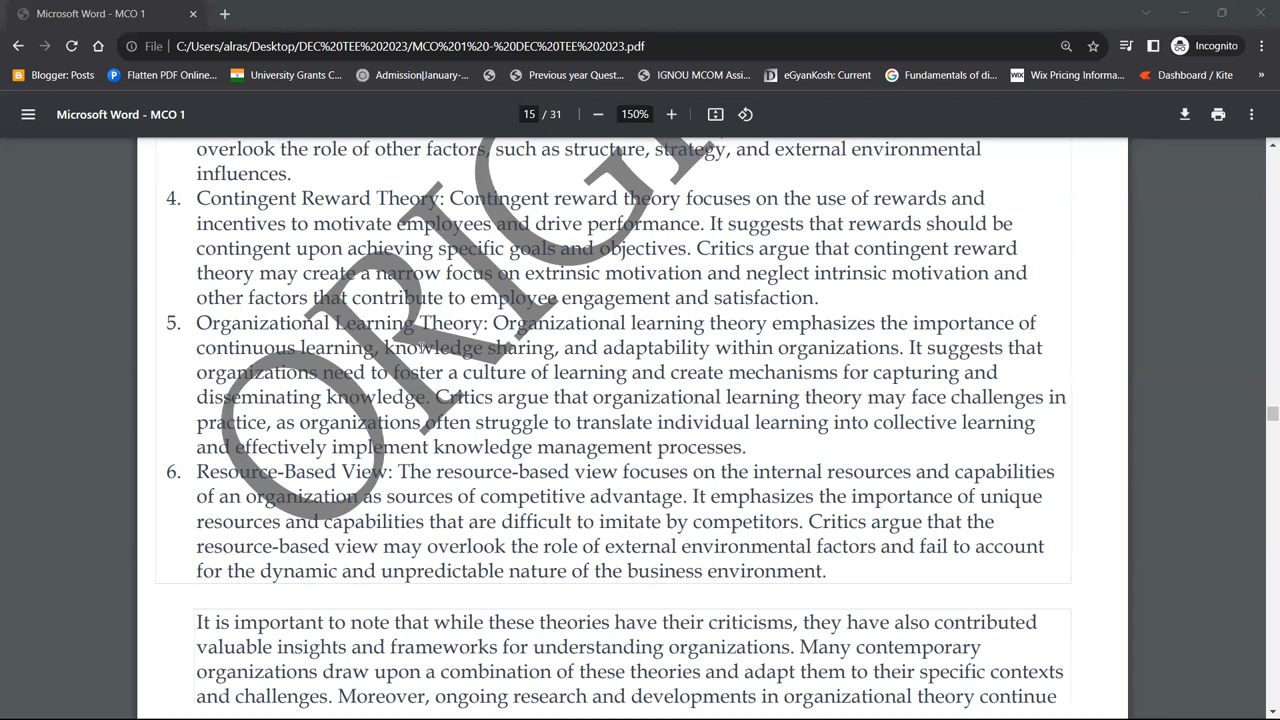 Microsoft Word - MCO 1
File C:/Users/alras/Desktop/DEC%20TEE%202023/MCO%201%20-%20DEC%20TEE%202023.pdf Incognito
Blogger: Posts Flatten PDF Online... University Grants C... Admission|January-... Previous year Quest... IGNOU MCOM Assi... eGyanKosh: Current Fundamentals of di... Wix Pricing Informa... Dashboard / Kite »
Microsoft Word - MCO 1 15 / 31 150%
overlook the role of other factors, such as structure, strategy, and external environmental
influences.
4. Contingent Reward Theory: Contingent reward theory focuses on the use of rewards and
incentives to motivate employees and drive performance. It suggests that rewards should be
contingent upon achieving specific goals and objectives. Critics argue that contingent reward
theory may create a narrow focus on extrinsic motivation and neglect intrinsic motivation and
other factors that contribute to employee engagement and satisfaction.
5. Organizational Learning Theory: Organizational learning theory emphasizes the importance of
continuous learning, knowledge sharing, and adaptability within organizations. It suggests that
organizations need to foster a culture of learning and create mechanisms for capturing and
disseminating knowledge. Critics argue that organizational learning theory may face challenges in
practice, as organizations often struggle to translate individual learning into collective learning
and effectively implement knowledge management processes.
6. Resource-Based View: The resource-based view focuses on the internal resources and capabilities
of an organization as sources of competitive advantage. It emphasizes the importance of unique
resources and capabilities that are difficult to imitate by competitors. Critics argue that the
resource-based view may overlook the role of external environmental factors and fail to account
for the dynamic and unpredictable nature of the business environment.
It is important to note that while these theories have their criticisms, they have also contributed
valuable insights and frameworks for understanding organizations. Many contemporary
organizations draw upon a combination of these theories and adapt them to their specific contexts
and challenges. Moreover, ongoing research and developments in organizational theory continue
ORIG